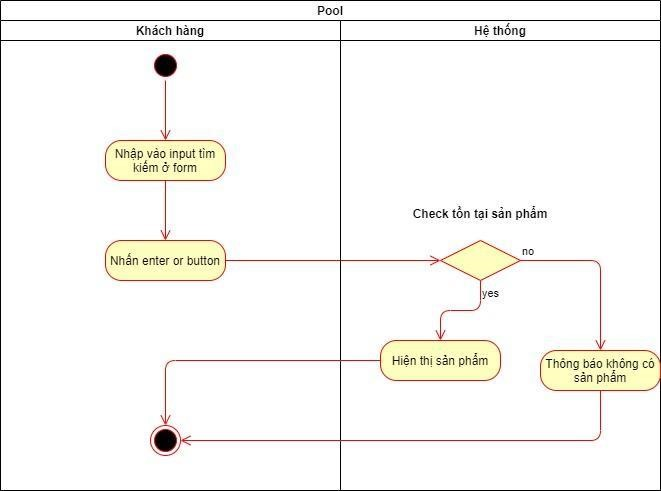 Pool
Khách hàng
Hệ thống
Nhập vào input tìm
kiếm ở form
Check tồn tại sản phẩm
Nhấn enter or button
no
yes
Hiện thị sản phẩm
Thông báo không có
sản phẩm